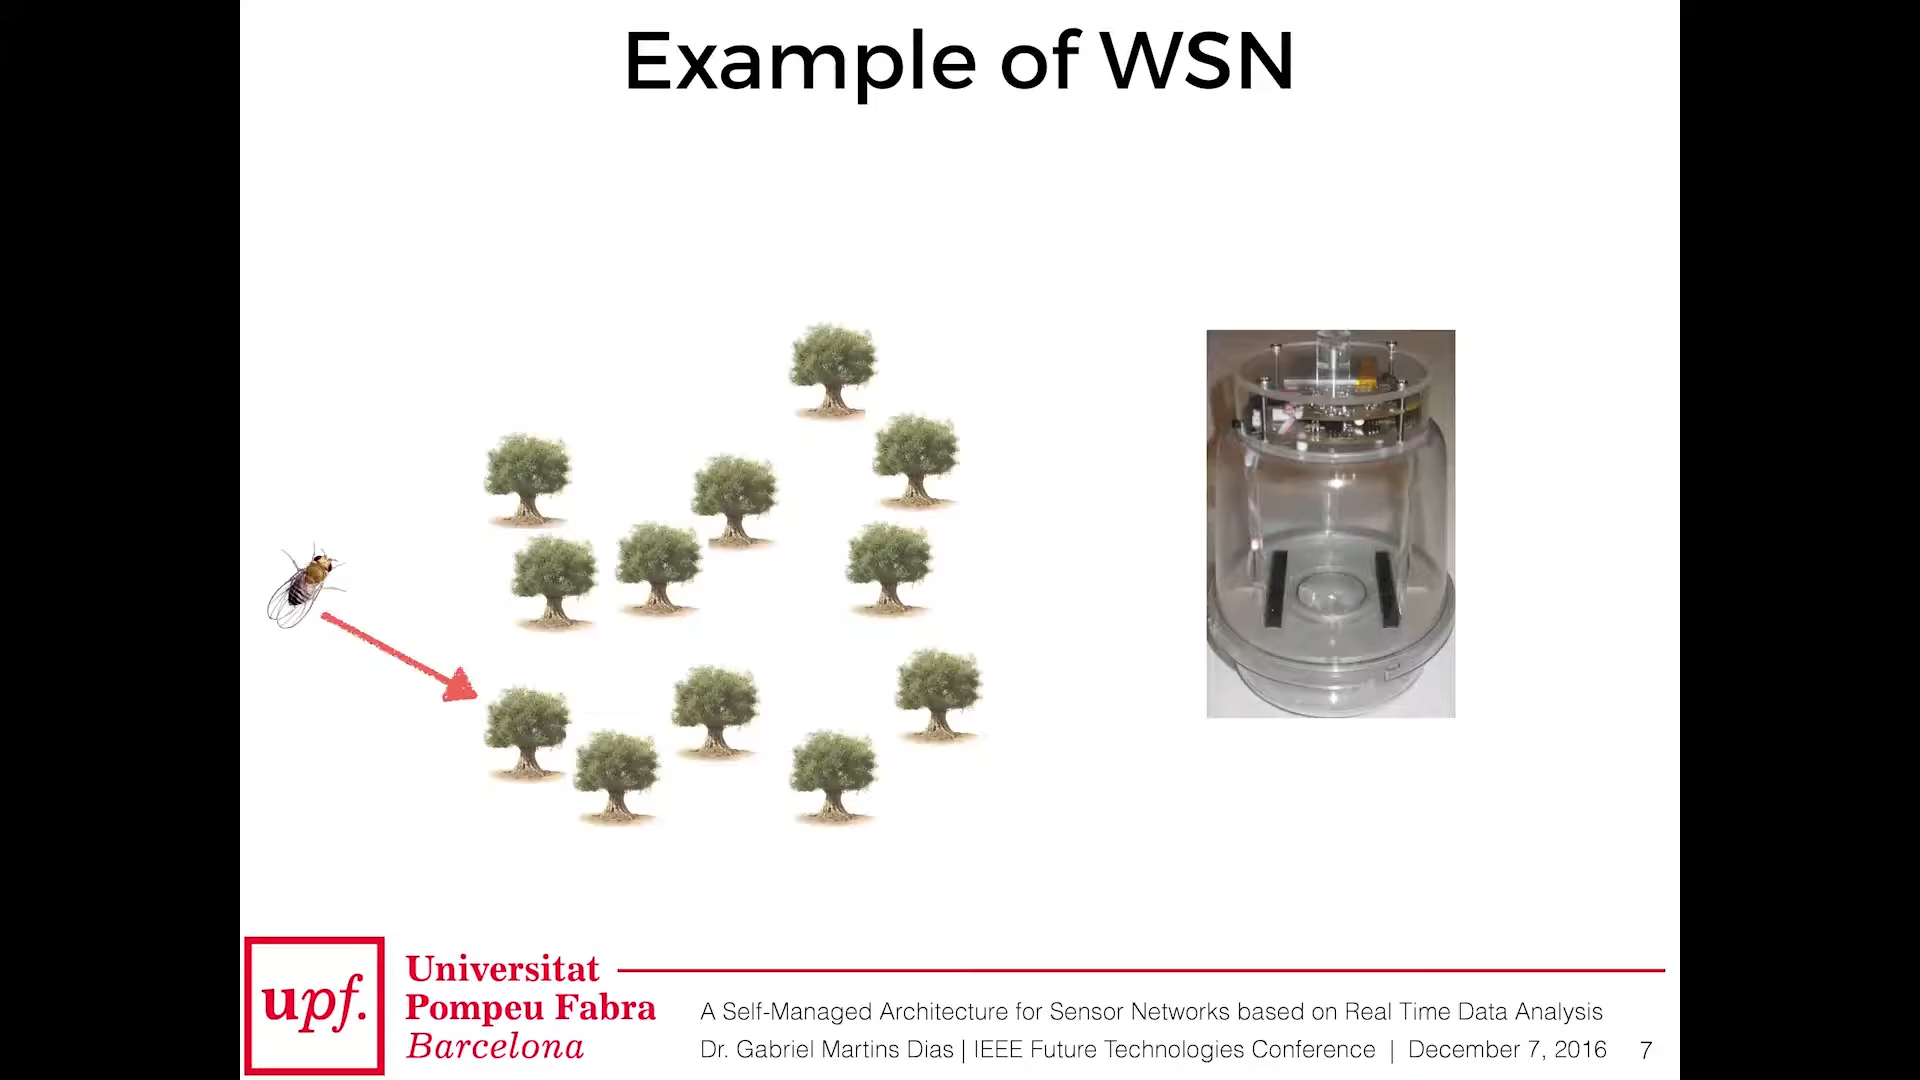 Example of WSN
upf.
Universitat
Pompeu Fabra
Barcelona
A Self-Managed Architecture for Sensor Networks based on Real Time Data Analysis
Dr. Gabriel Martins Dias | IEEE Future Technologies Conference | December 7, 2016 7